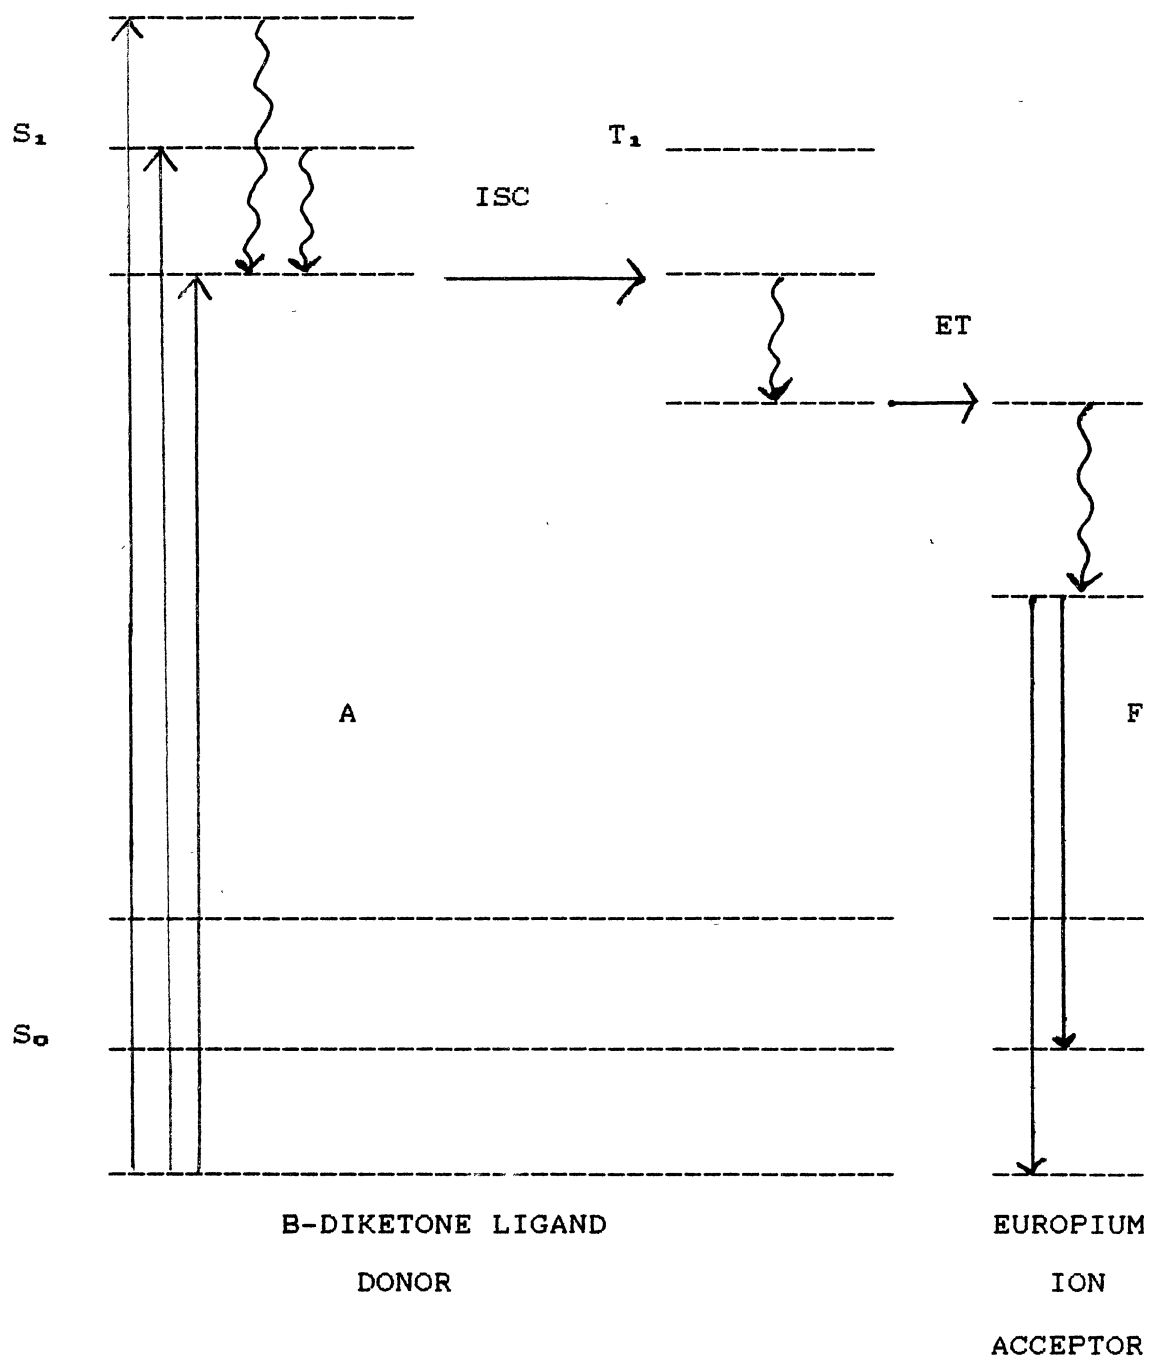 S₁
T₁
ISC
ET
A
F
S₀
B-DIKETONE LIGAND
DONOR
EUROPIUM
ION
ACCEPTOR